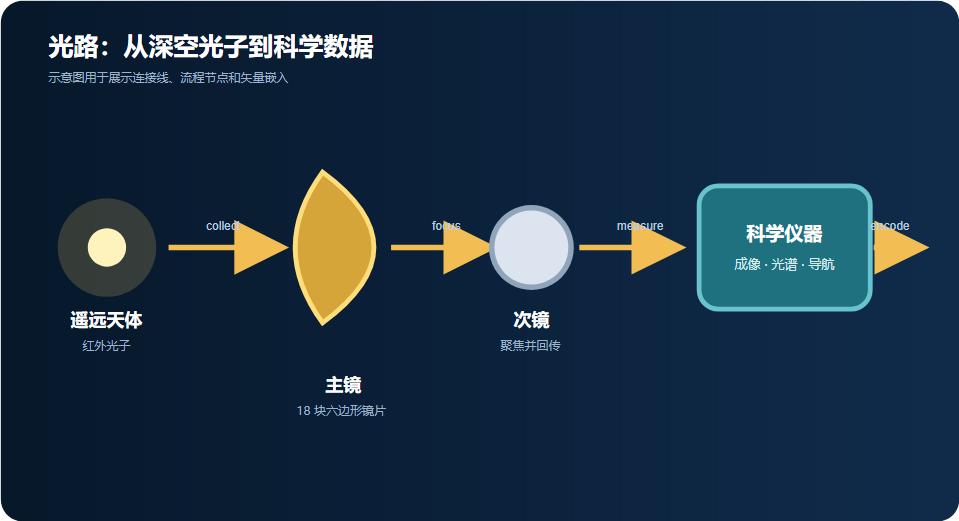 光路：从深空光子到科学数据
示意图用于展示连接线、流程节点和矢量嵌入
collect
focus
measure
encode
科学仪器
成像 · 光谱 · 导航
遥远天体
红外光子
次镜
聚焦并回传
主镜
18 块六边形镜片